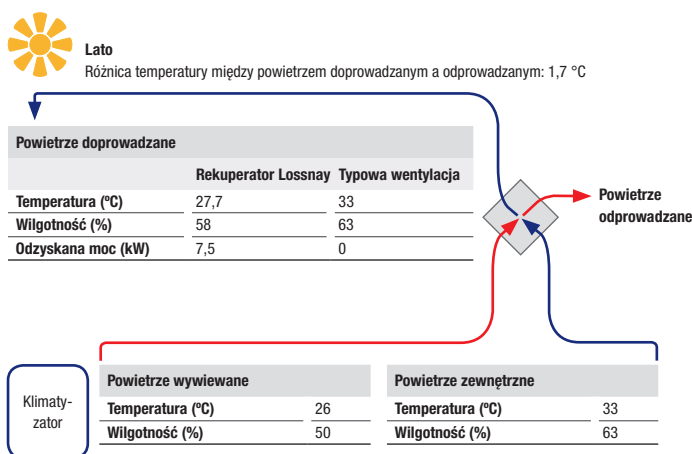 Lato
Różnica temperatury między powietrzem doprowadzanym a odprowadzanym: 1,7 °C
Powietrze doprowadzane
Rekuperator Lossnay Typowa wentylacja
Temperatura (ºC) 27,7 33
Wilgotność (%) 58 63
Odzyskana moc (kW) 7,5 0
Powietrze
odprowadzane
Klimaty-
zator
Powietrze wywiewane
Temperatura (ºC) 26
Wilgotność (%) 50
Powietrze zewnętrzne
Temperatura (ºC) 33
Wilgotność (%) 63